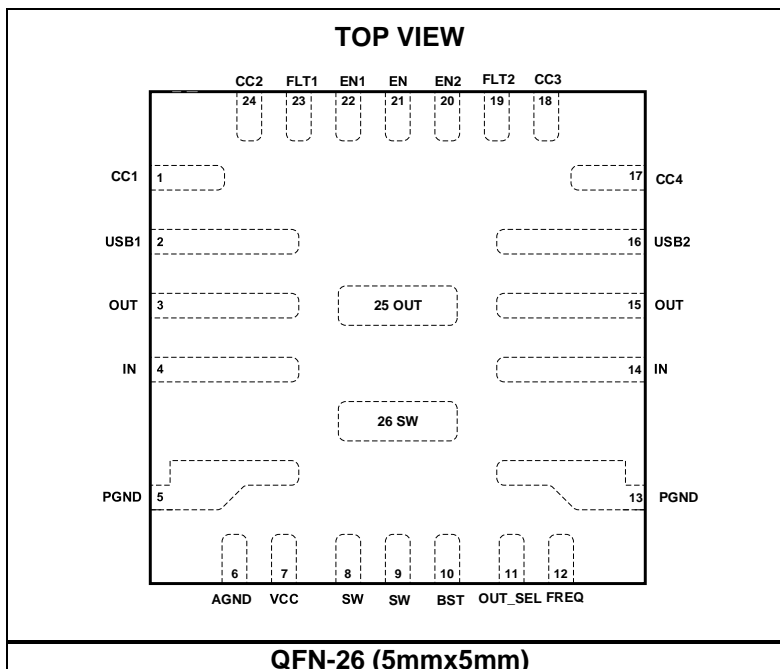 TOP VIEW
CC2 FLT1 EN1 EN EN2 FLT2 CC3
24 23 22 21 20 19 18
CC1 1 17 CC4
USB1 2 16 USB2
OUT 3 25 OUT 15 OUT
IN 4 14 IN
26 SW
PGND 5 13 PGND
6 7 8 9 10 11 12
AGND VCC SW SW BST OUT_SEL FREQ
QFN-26 (5mmx5mm)